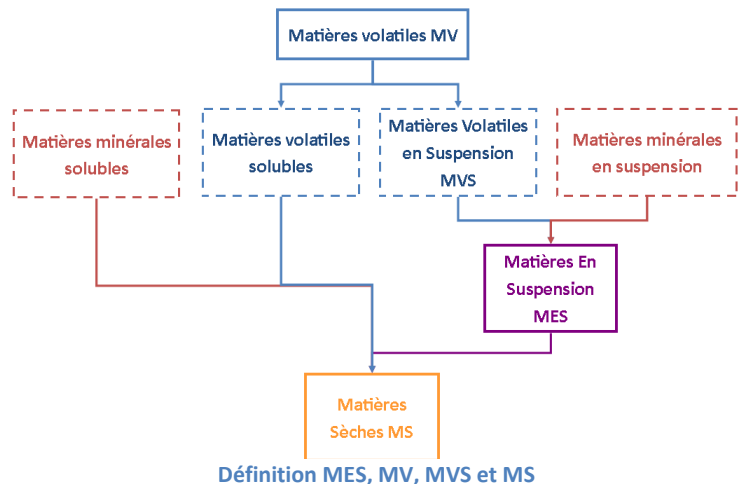 Matières volatiles MV
Matières minérales
solubles
Matières volatiles
solubles
Matières Volatiles
en Suspension
MVS
Matières minérales
en suspension
Matières En
Suspension
MES
Matières
Sèches MS
Définition MES, MV, MVS et MS